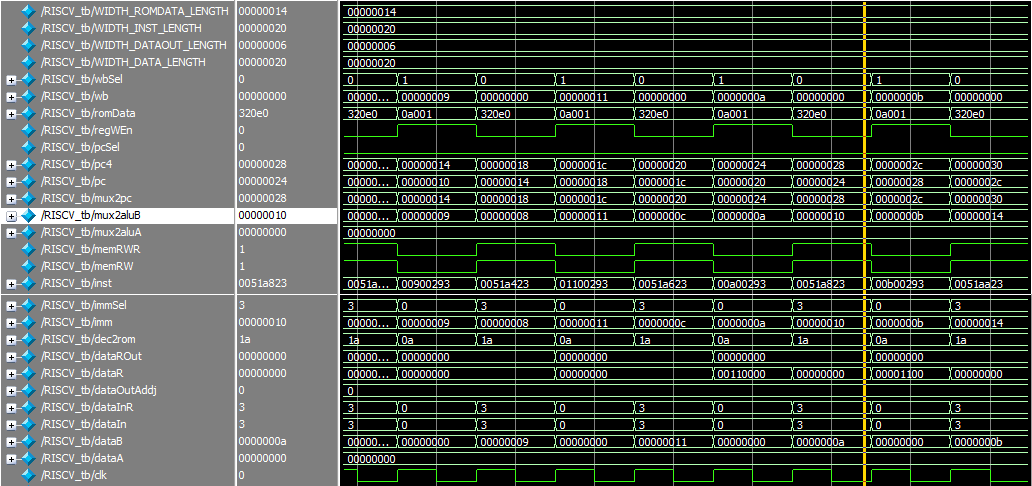 /RISCV_tb/WIDTH_ROMDATA_LENGTH 00000014 00000014
/RISCV_tb/WIDTH_INST_LENGTH 00000020 00000020
/RISCV_tb/WIDTH_DATAOUT_LENGTH 00000006 00000006
/RISCV_tb/WIDTH_DATA_LENGTH 00000020 00000020
/RISCV_tb/wbSel 0 0 1 0 1 0 1 0 1 0
/RISCV_tb/wb 00000000 00000... 00000009 00000000 00000011 00000000 0000000a 00000000 0000000b 00000000
/RISCV_tb/romData 320e0 320e0 0a001 320e0 0a001 320e0 0a001 320e0 0a001 320e0
/RISCV_tb/regWEn 0
/RISCV_tb/pcSel 0
/RISCV_tb/pc4 00000028 00000... 00000014 00000018 0000001c 00000020 00000024 00000028 0000002c 00000030
/RISCV_tb/pc 00000024 00000... 00000010 00000014 00000018 0000001c 00000020 00000024 00000028 0000002c
/RISCV_tb/mux2pc 00000028 00000... 00000014 00000018 0000001c 00000020 00000024 00000028 0000002c 00000030
/RISCV_tb/mux2aluB 00000010 00000... 00000009 00000008 00000011 0000000c 0000000a 00000010 0000000b 00000014
/RISCV_tb/mux2aluA 00000000 00000000
/RISCV_tb/memRWR 1
/RISCV_tb/memRW 1
/RISCV_tb/inst 0051a823 0051a... 00900293 0051a423 01100293 0051a623 00a00293 0051a823 00b00293 0051aa23
/RISCV_tb/immSel 3 3 0 3 0 3 0 3 0 3
/RISCV_tb/imm 00000010 00000... 00000009 00000008 00000011 0000000c 0000000a 00000010 0000000b 00000014
/RISCV_tb/dec2rom 1a 1a 0a 1a 0a 1a 0a 1a 0a 1a
/RISCV_tb/dataROut 00000000 00000... 00000000 00000000 00000000 00000000
/RISCV_tb/dataR 00000000 00000... 00000000 00000000 00110000 00000000 00001100 00000000
/RISCV_tb/dataOutAddj 0 0
/RISCV_tb/dataInR 3 3 0 3 0 3 0 3 0 3
/RISCV_tb/dataIn 3 3 0 3 0 3 0 3 0 3
/RISCV_tb/dataB 0000000a 00000... 00000000 00000009 00000000 00000011 00000000 0000000a 00000000 0000000b
/RISCV_tb/dataA 00000000 00000000
/RISCV_tb/clk 0